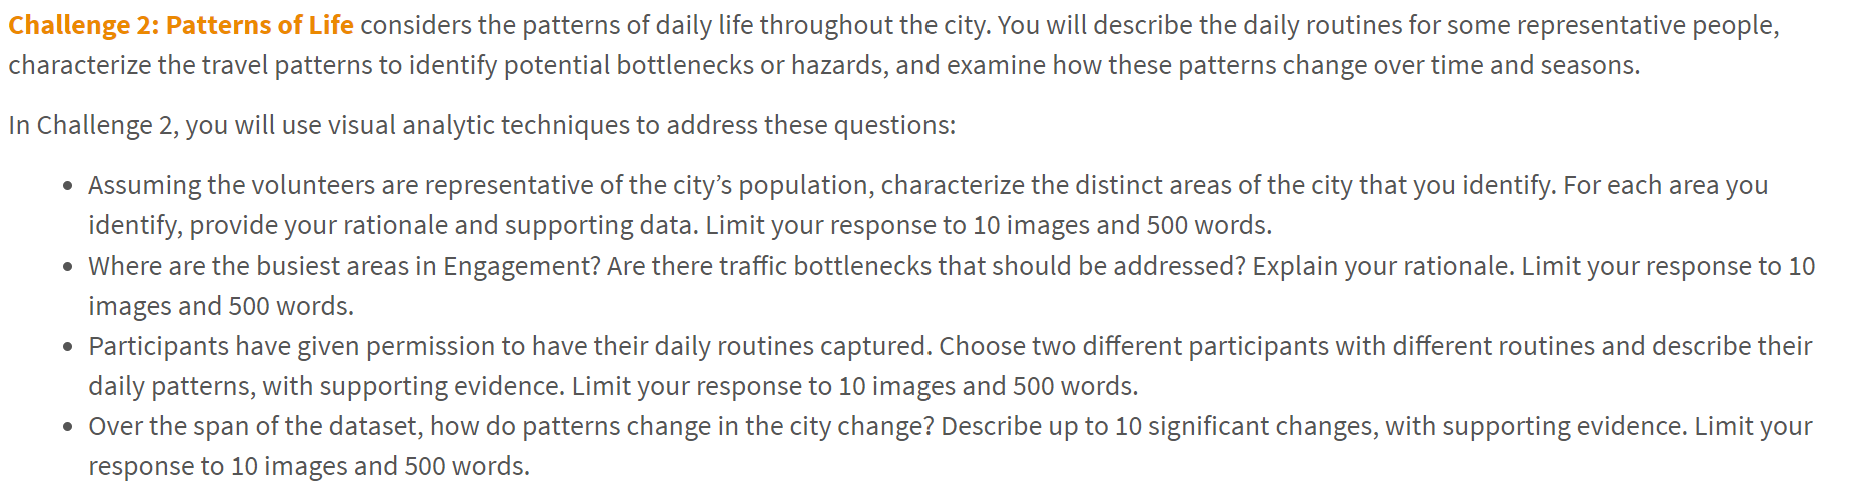 Challenge 2: Patterns of Life considers the patterns of daily life throughout the city. You will describe the daily routines for some representative people,
characterize the travel patterns to identify potential bottlenecks or hazards, and examine how these patterns change over time and seasons.
In Challenge 2, you will use visual analytic techniques to address these questions:
• Assuming the volunteers are representative of the city’s population, characterize the distinct areas of the city that you identify. For each area you
identify, provide your rationale and supporting data. Limit your response to 10 images and 500 words.
• Where are the busiest areas in Engagement? Are there traffic bottlenecks that should be addressed? Explain your rationale. Limit your response to 10
images and 500 words.
• Participants have given permission to have their daily routines captured. Choose two different participants with different routines and describe their
daily patterns, with supporting evidence. Limit your response to 10 images and 500 words.
• Over the span of the dataset, how do patterns change in the city change? Describe up to 10 significant changes, with supporting evidence. Limit your
response to 10 images and 500 words.